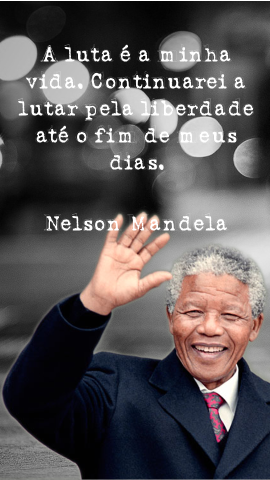 A luta é a minha
vida. Continuarei a
lutar pela liberdade
até o fim de meus
dias.
Nelson Mandela